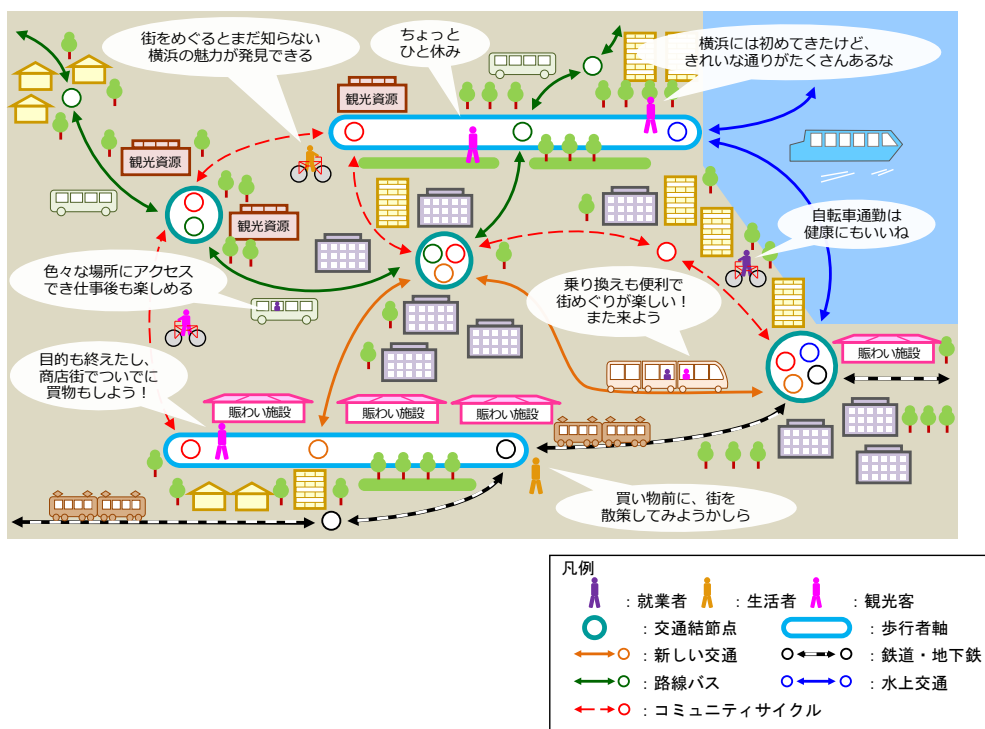 街をめぐるとまだ知らない
横浜の魅力が発見できる
ちょっと
ひと休み
横浜には初めてきたけど、
きれいな通りがたくさんあるな
観光資源
観光資源
観光資源
自転車通勤は
健康にもいいね
色々な場所にアクセス
でき仕事後も楽しめる
乗り換えも便利で
街めぐりが楽しい！
また来よう
目的も終えたし、
商店街でついでに
買物もしよう！
賑わい施設
賑わい施設
賑わい施設
賑わい施設
買い物前に、街を
散策してみようかしら
凡例
：就業者 ：生活者 ：観光客
：交通結節点 ：歩行者軸
：新しい交通 ：鉄道・地下鉄
：路線バス ：水上交通
：コミュニティサイクル